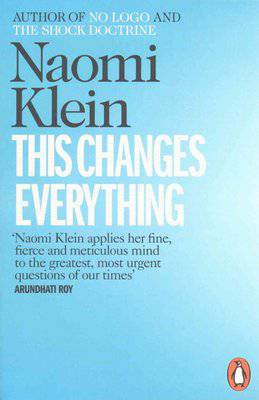 AUTHOR OF NO LOGO AND
THE SHOCK DOCTRINE
Naomi
Klein
THIS CHANGES
EVERYTHING
‘Naomi Klein applies her fine,
fierce and meticulous mind
to the greatest, most urgent
questions of our times’
ARUNDHATI ROY